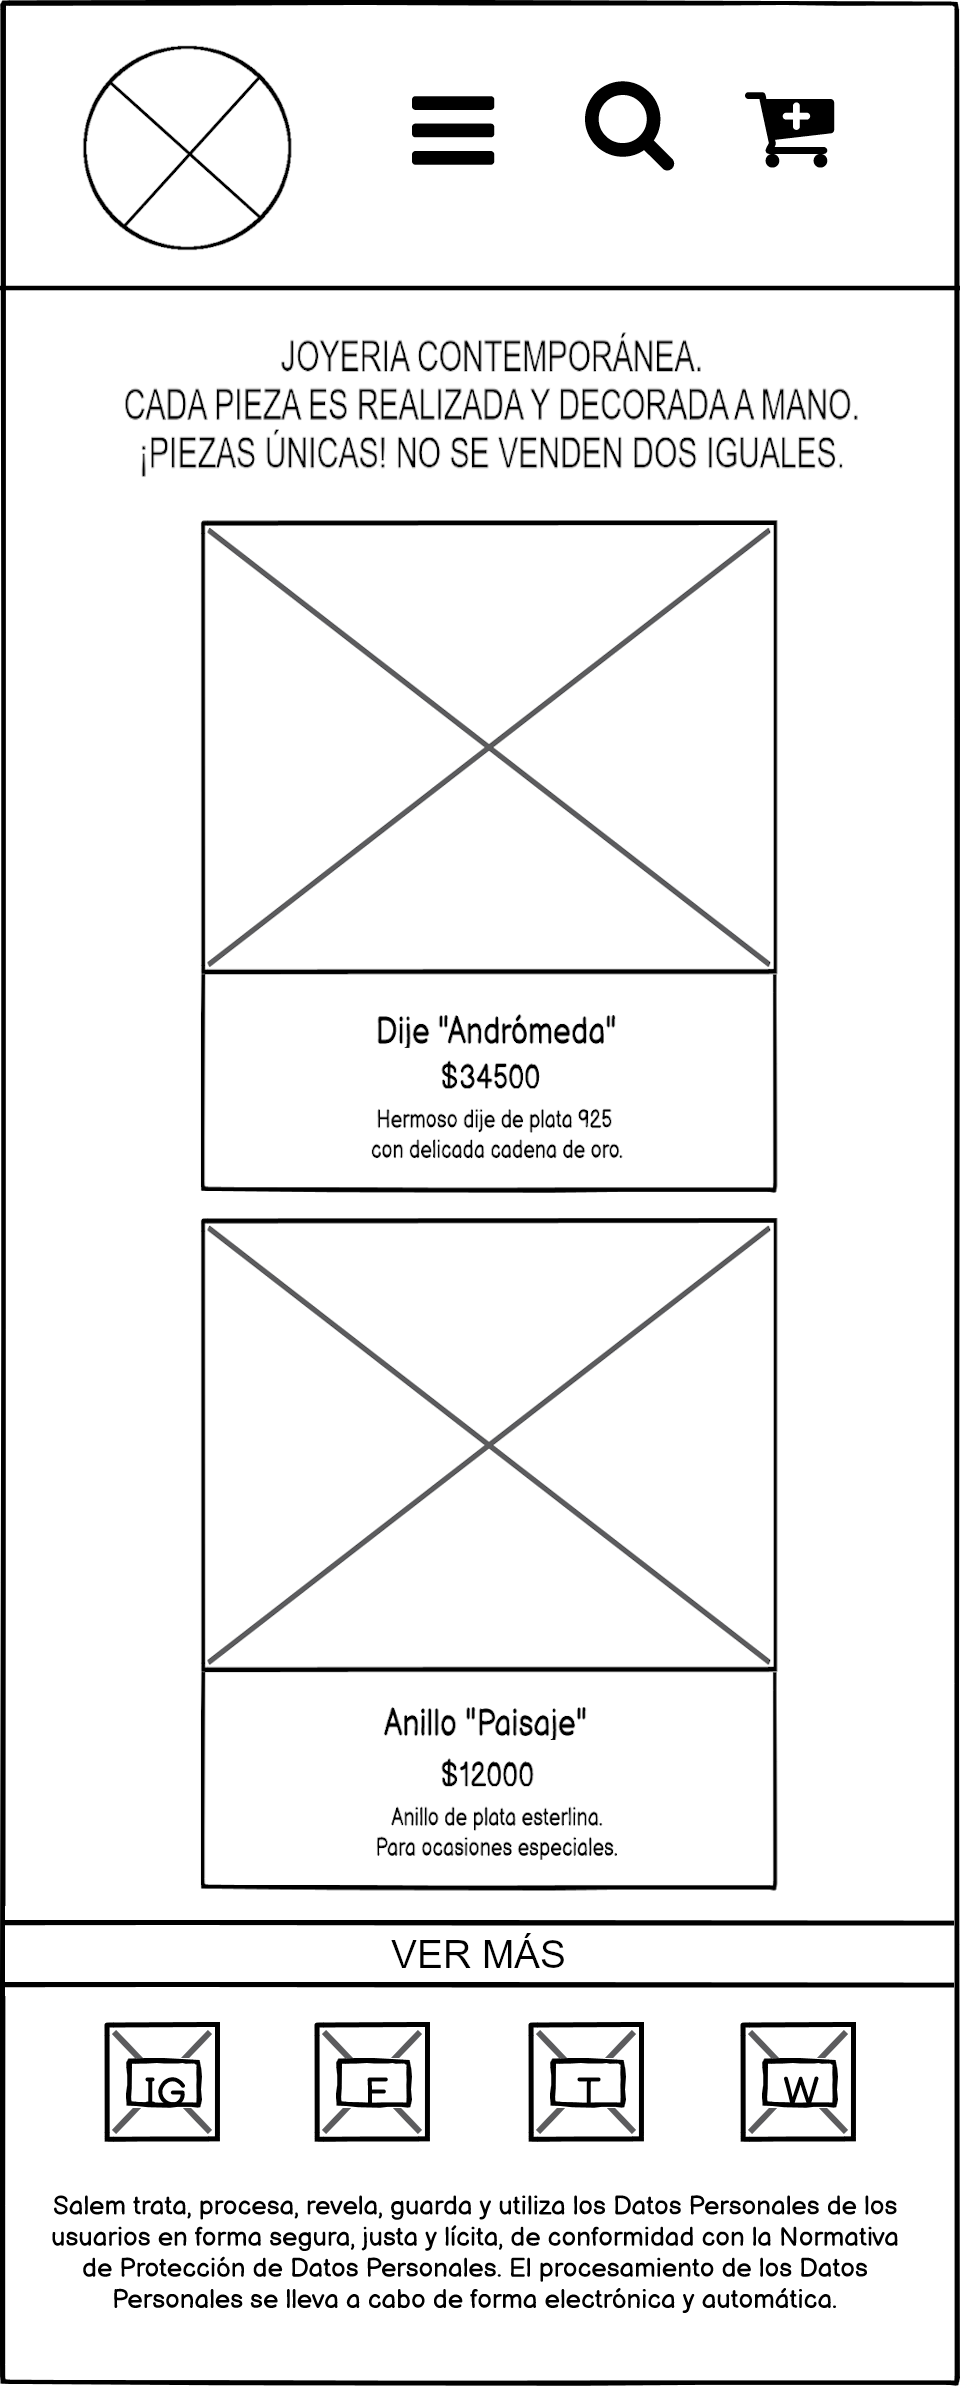 JOYERIA CONTEMPORÁNEA.
CADA PIEZA ES REALIZADA Y DECORADA A MANO.
¡PIEZAS ÚNICAS! NO SE VENDEN DOS IGUALES.
Dije "Andrómeda"
$34500
Hermoso dije de plata 925
con delicada cadena de oro.
Anillo "Paisaje"
$12000
Anillo de plata esterlina.
Para ocasiones especiales.
VER MÁS
IG F T W
Salem trata, procesa, revela, guarda y utiliza los Datos Personales de los
usuarios en forma segura, justa y lícita, de conformidad con la Normativa
de Protección de Datos Personales. El procesamiento de los Datos
Personales se lleva a cabo de forma electrónica y automática.